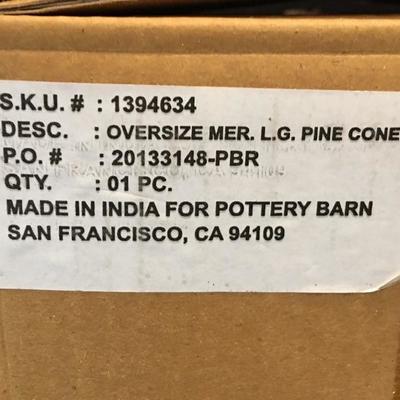 S.K.U. # : 1394634
DESC. : OVERSIZE MER. L.G. PINE CONE
P.O. # : 20133148-PBR
QTY. : 01 PC.
MADE IN INDIA FOR POTTERY BARN
SAN FRANCISCO, CA 94109